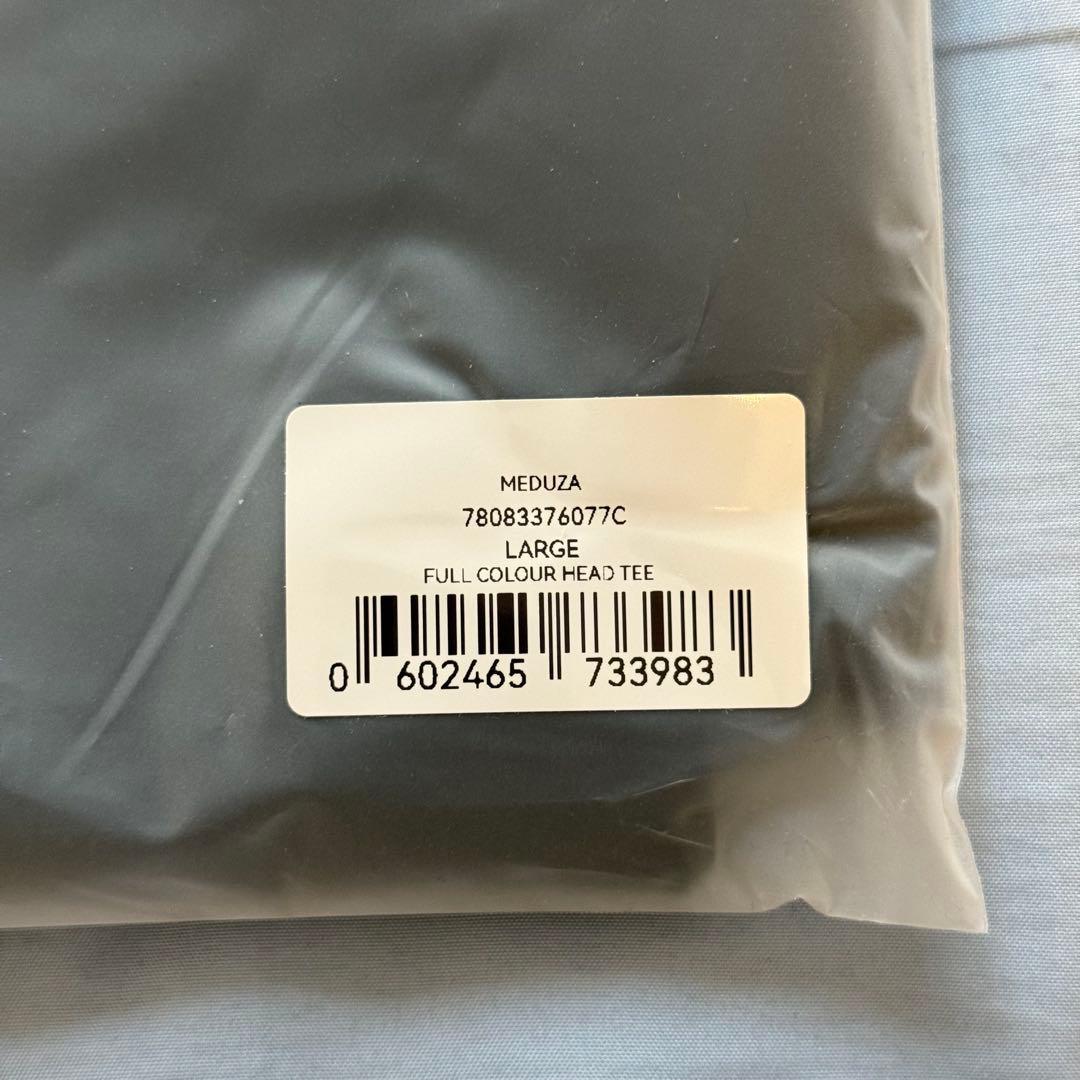 MEDUZA
78083376077C
LARGE
FULL COLOUR HEAD TEE
0 602465 733983